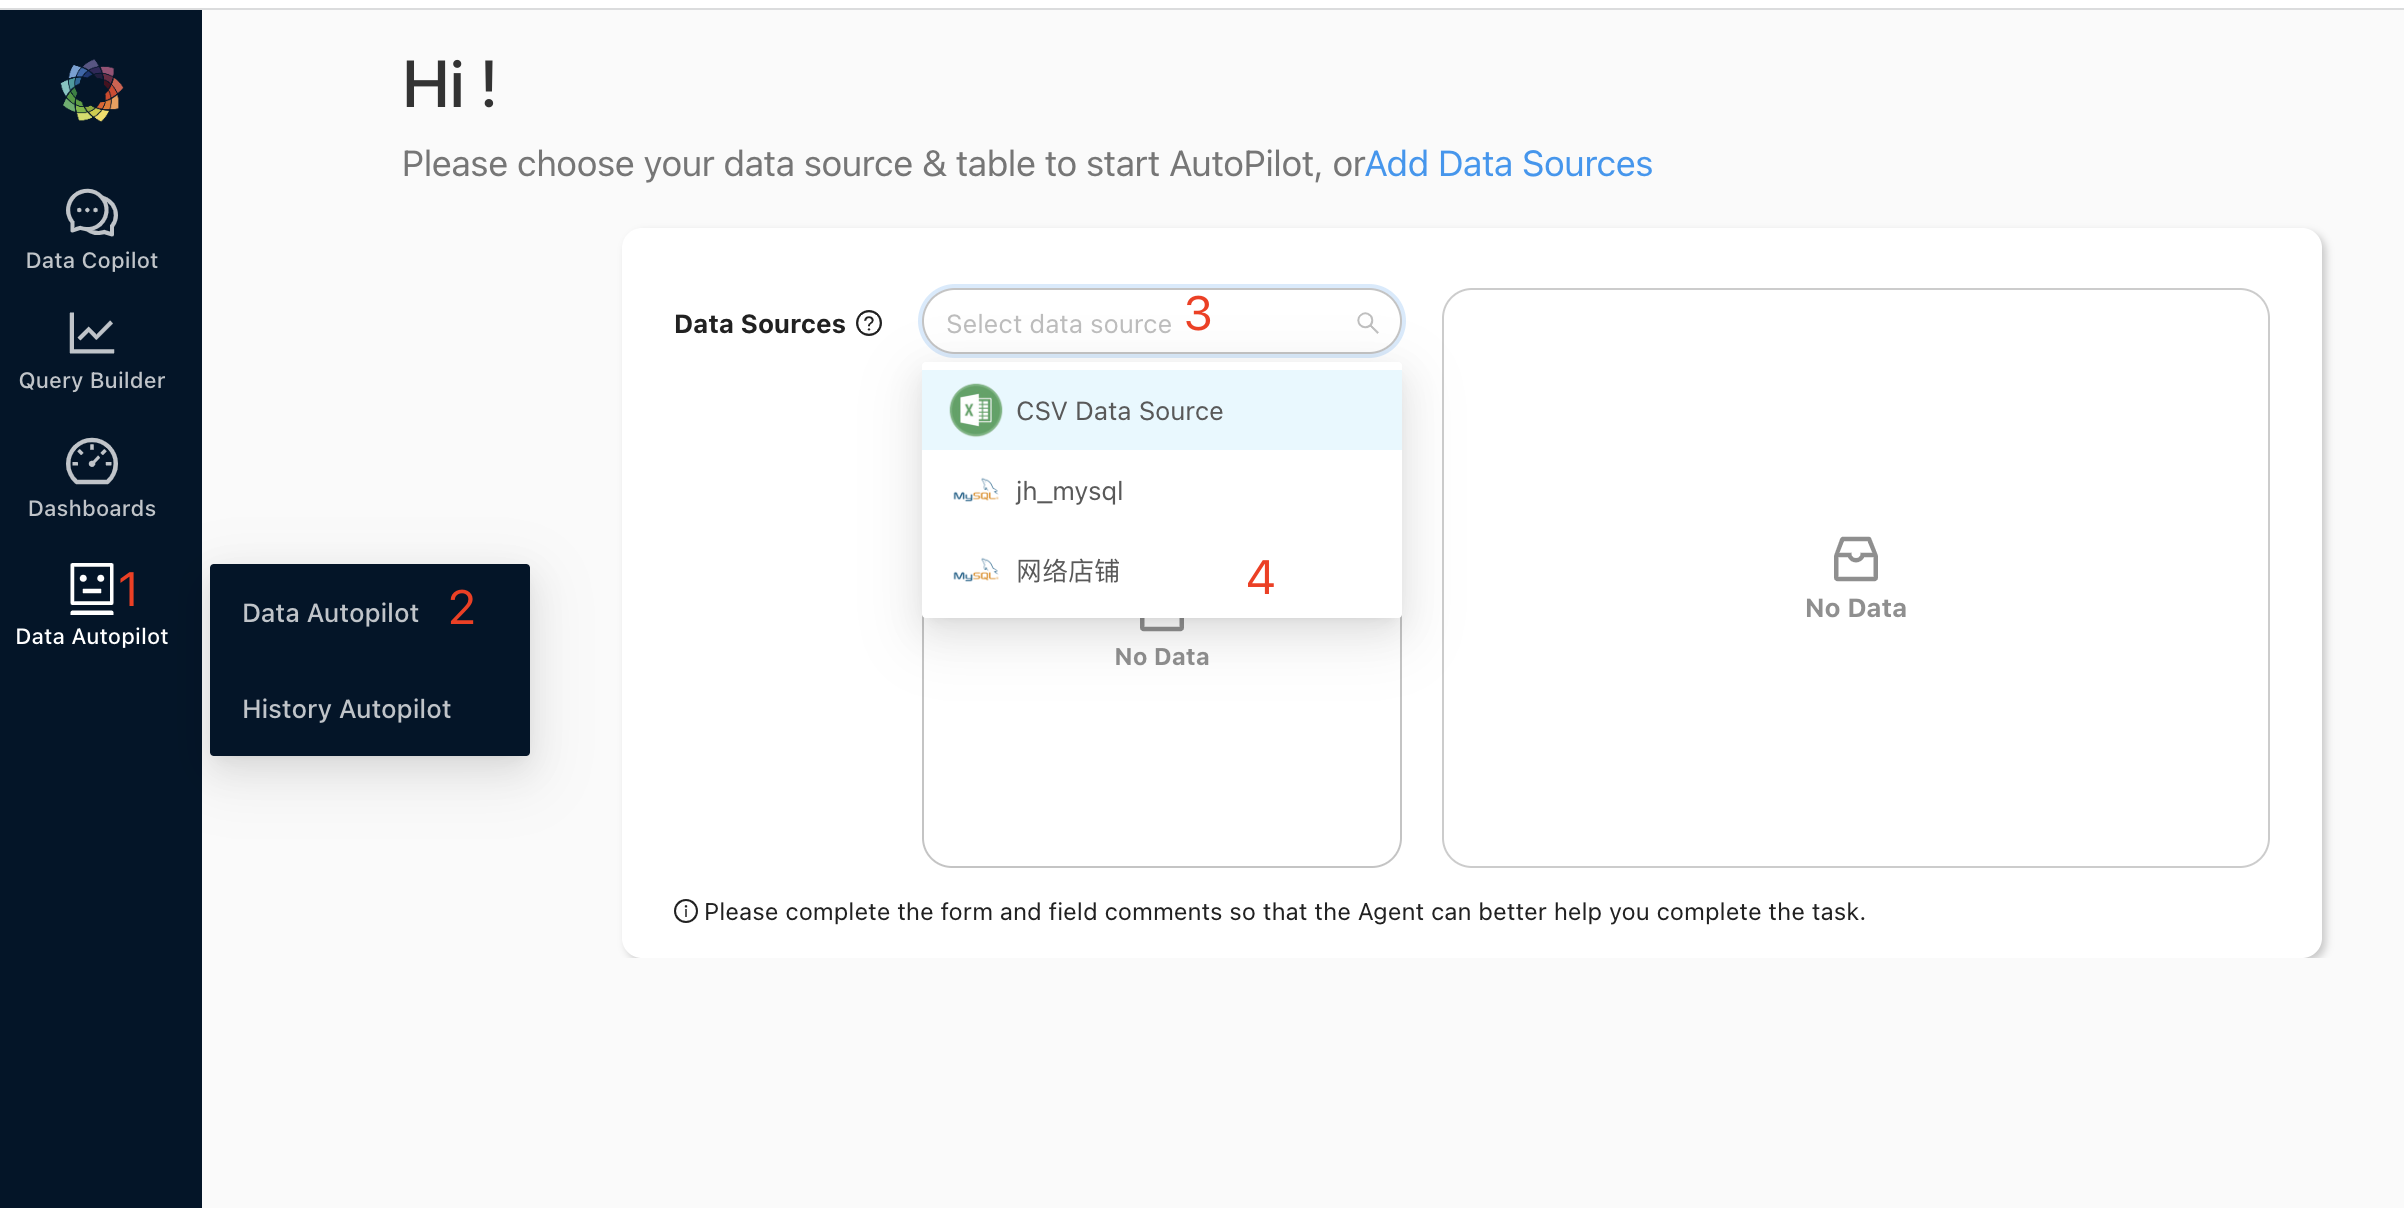 Hi !
Please choose your data source & table to start AutoPilot, orAdd Data Sources
Data Copilot
Query Builder
Dashboards
1
Data Autopilot
Data Autopilot 2
History Autopilot
Data Sources ?
Select data source 3
CSV Data Source
MySQL jh_mysql
MySQL 网络店铺 4
No Data
No Data
Please complete the form and field comments so that the Agent can better help you complete the task.